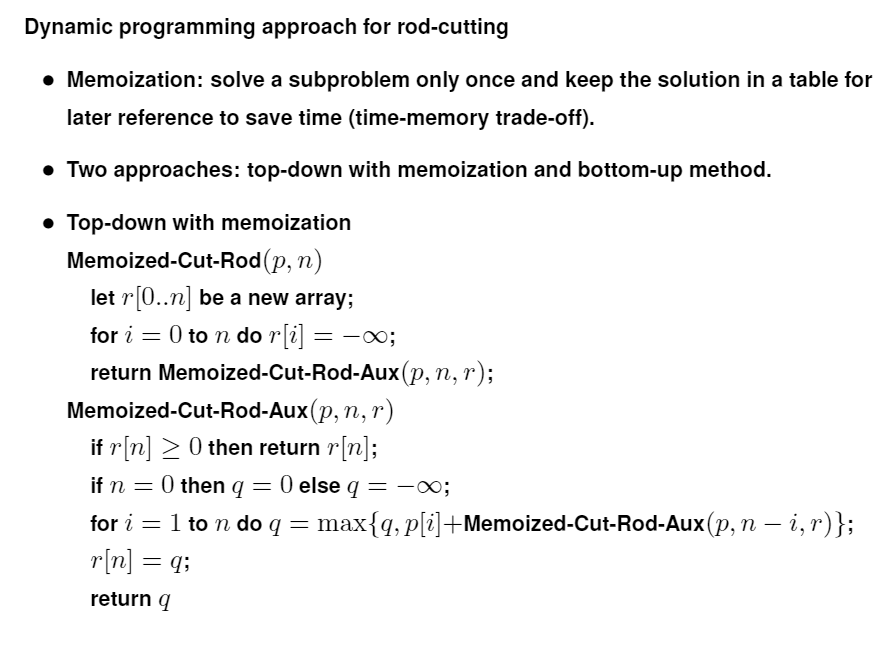 Dynamic programming approach for rod-cutting
• Memoization: solve a subproblem only once and keep the solution in a table for
later reference to save time (time-memory trade-off).
• Two approaches: top-down with memoization and bottom-up method.
• Top-down with memoization
Memoized-Cut-Rod(p, n)
let r[0..n] be a new array;
for i = 0 to n do r[i] = −∞;
return Memoized-Cut-Rod-Aux(p, n, r);
Memoized-Cut-Rod-Aux(p, n, r)
if r[n] ≥ 0 then return r[n];
if n = 0 then q = 0 else q = −∞;
for i = 1 to n do q = max{q, p[i]+Memoized-Cut-Rod-Aux(p, n − i, r)};
r[n] = q;
return q